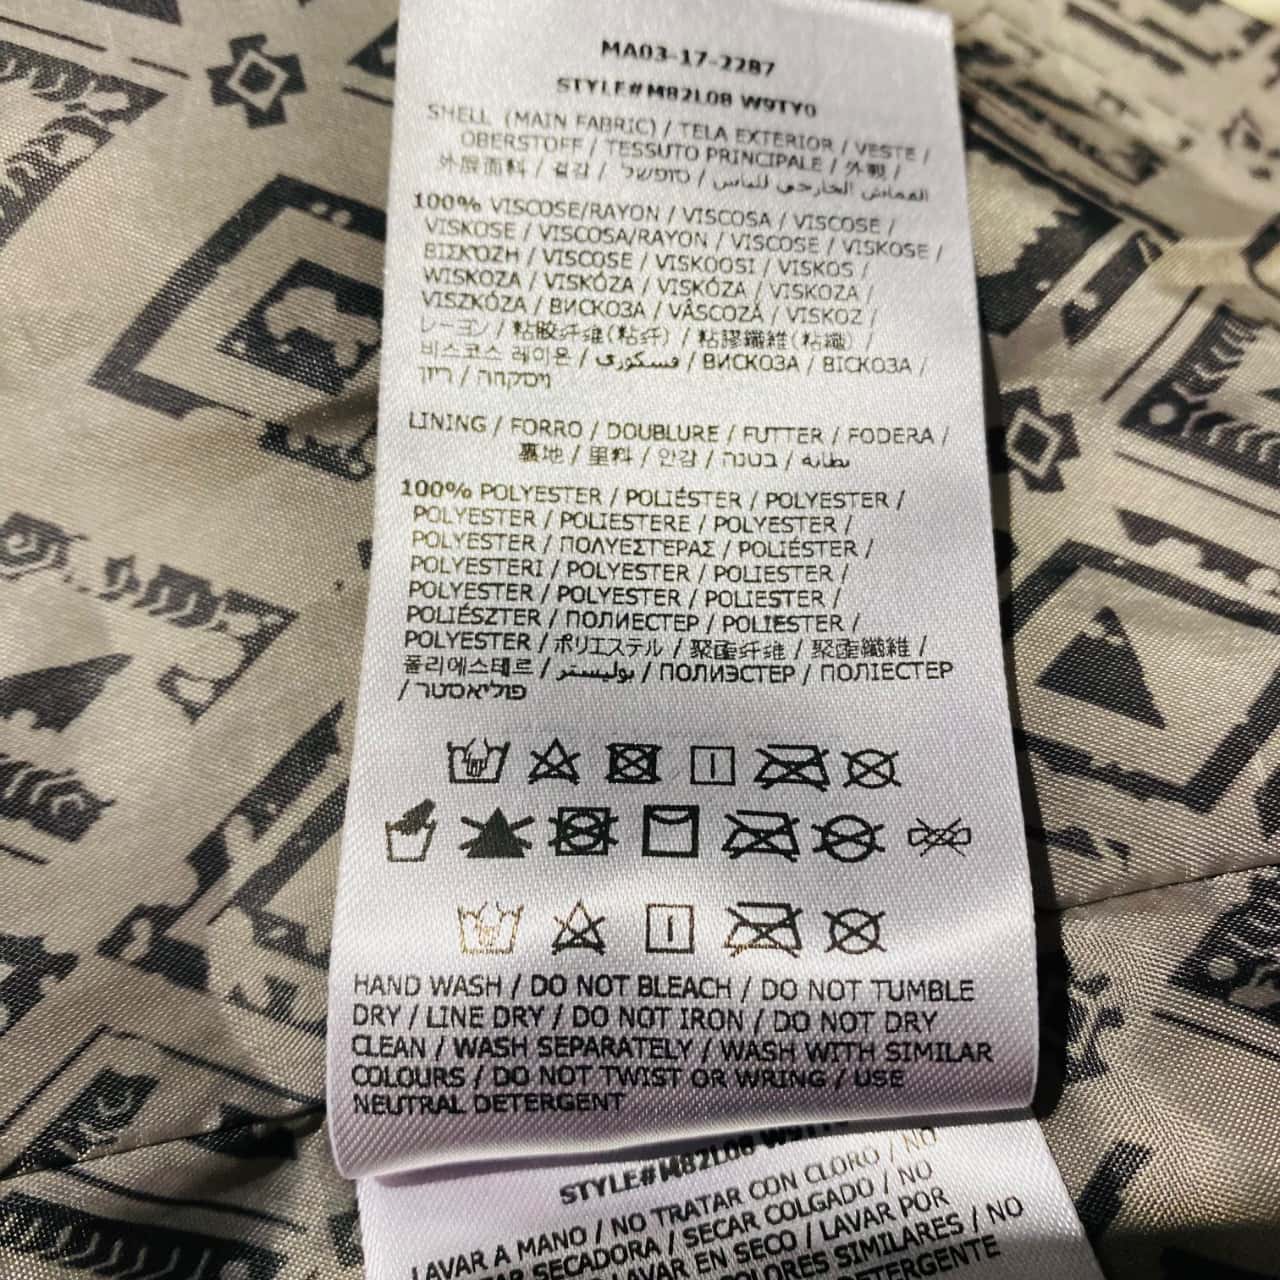 MA03-17-2287
STYLE#M82L08 W9TY0
SHELL (MAIN FABRIC) / TELA EXTERIOR / VESTE /
OBERSTOFF / TESSUTO PRINCIPALE / 外観 /
外展面料 / 겉감 / סופשל / القماش الخارجي للباس
100% VISCOSE/RAYON / VISCOSA / VISCOSE /
VISKOSE / VISCOSA/RAYON / VISCOSE / VISKOSE /
ΒΙΣΚΌΖΗ / VISCOSE / VISKOOSI / VISKOS /
WISKOZA / VISKÓZA / VISKÓZA / VISKOZA /
VISZKÓZA / ВИСКОЗА / VÂSCOZĂ / VISKOZ /
レーヨン / 粘胶纤维(粘纤) / 粘膠纖維(粘纖) /
비스코스 레이온 / فسكوزي / ВИСКОЗА / ВІСКОЗА /
ויסקוזה / ריון
LINING / FORRO / DOUBLURE / FUTTER / FODERA /
裏地 / 里料 / 안감 / בטנה / بطانه
100% POLYESTER / POLIÉSTER / POLYESTER /
POLYESTER / POLIESTERE / POLYESTER /
POLYESTER / ΠΟΛΥΕΣΤΕΡΑΣ / POLIÉSTER /
POLYESTERI / POLYESTER / POLIESTER /
POLYESTER / POLYESTER / POLIESTER /
POLIÉSZTER / ПОЛИЕСТЕР / POLIESTER /
POLYESTER / ポリエステル / 聚酯纤维 / 聚酯纖維 /
폴리에스테르 / بوليستر / ПОЛИЭСТЕР / ПОЛІЕСТЕР
/ פוליאסטר
HAND WASH / DO NOT BLEACH / DO NOT TUMBLE
DRY / LINE DRY / DO NOT IRON / DO NOT DRY
CLEAN / WASH SEPARATELY / WASH WITH SIMILAR
COLOURS / DO NOT TWIST OR WRING / USE
NEUTRAL DETERGENT
STYLE#M82L08 W9TY0
LAVAR A MANO / NO TRATAR CON CLORO / NO
SECADORA / SECAR COLGADO / NO
LAVAR EN SECO / LAVAR POR
COLORES SIMILARES / NO
DETERGENTE